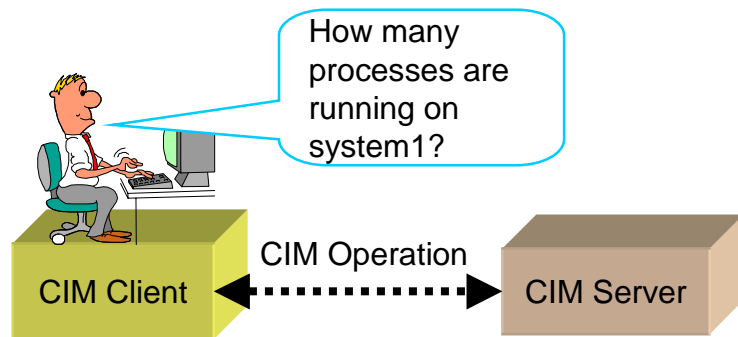 How many
processes are
running on
system1?
CIM Operation
CIM Client
CIM Server